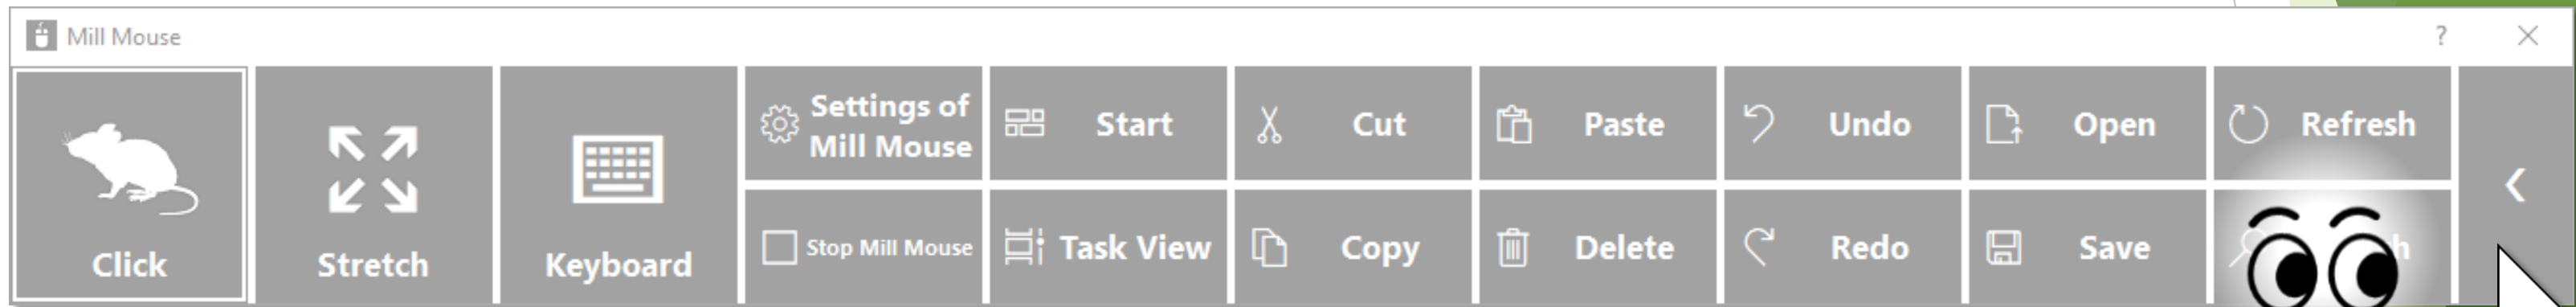 Mill Mouse
?
Click
Stretch
Keyboard
Settings of
Mill Mouse
Start
Cut
Paste
Undo
Open
Refresh
Stop Mill Mouse
Task View
Copy
Delete
Redo
Save